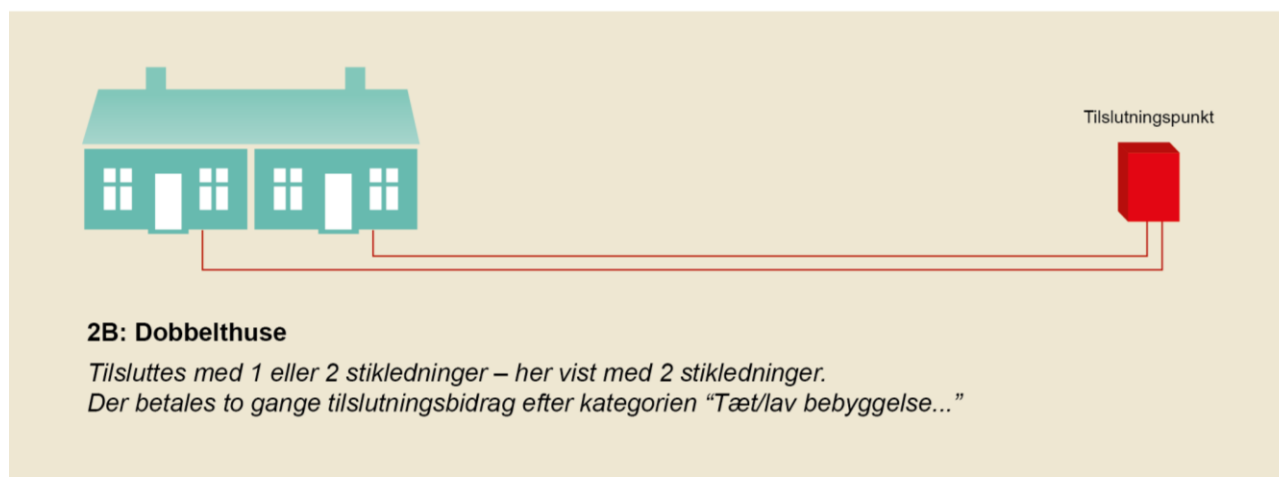 Tilslutningspunkt
2B: Dobbelthuse
Tilsluttes med 1 eller 2 stikledninger – her vist med 2 stikledninger.
Der betales to gange tilslutningsbidrag efter kategorien “Tæt/lav bebyggelse...”